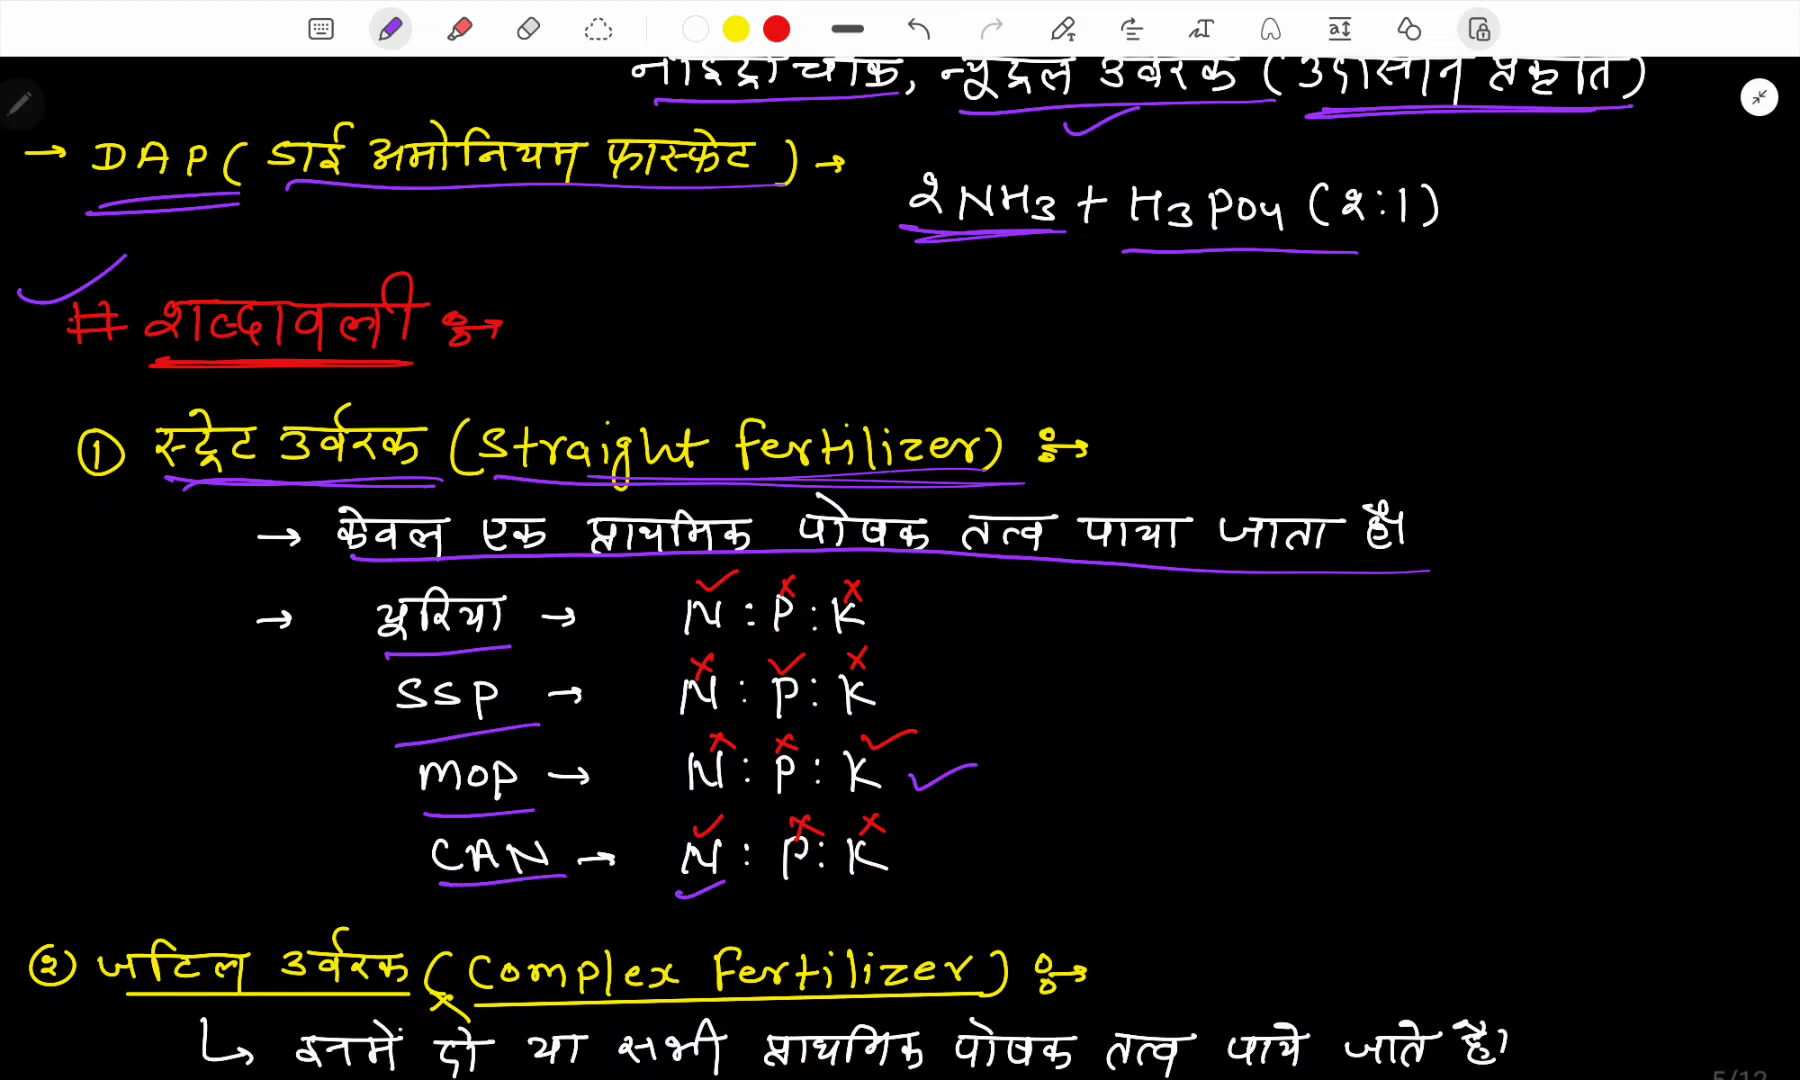 नाइट्रो चाक, न्यूट्रल उर्वरक (उदासीन प्रकृति)
→ DAP( डाई अमोनियम फास्फेट ) →
2NH3 + H3PO4 (2:1)
# शब्दावली :→
① स्ट्रेट उर्वरक (Straight fertilizer) :→
→ केवल एक प्राथमिक पोषक तत्व पाया जाता है।
→ यूरिया → N : P : K
SSP → N : P : K
MOP → N : P : K
CAN → N : P : K
② जटिल उर्वरक (Complex fertilizer) :→
↳ इनमें दो या सभी प्राथमिक पोषक तत्व पाये जाते है।